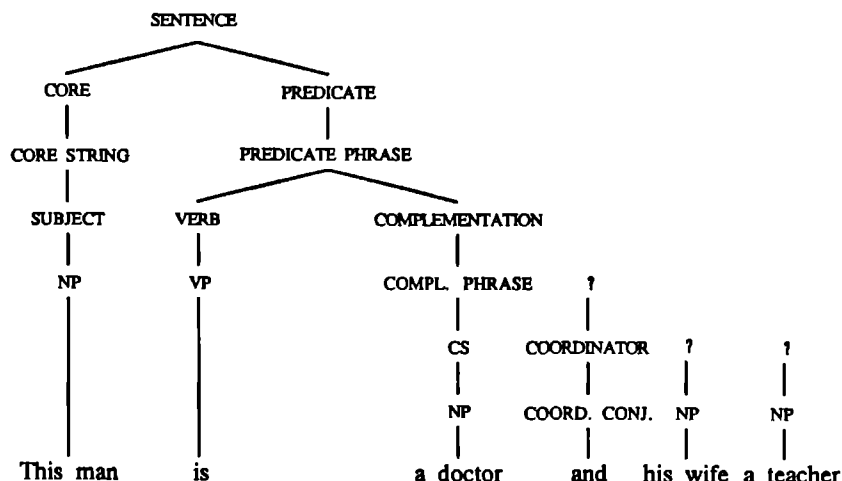 SENTENCE
CORE PREDICATE
CORE STRING PREDICATE PHRASE
SUBJECT VERB COMPLEMENTATION
NP VP COMPL. PHRASE ?
CS COORDINATOR ? ?
NP COORD. CONJ. NP NP
This man is a doctor and his wife a teacher